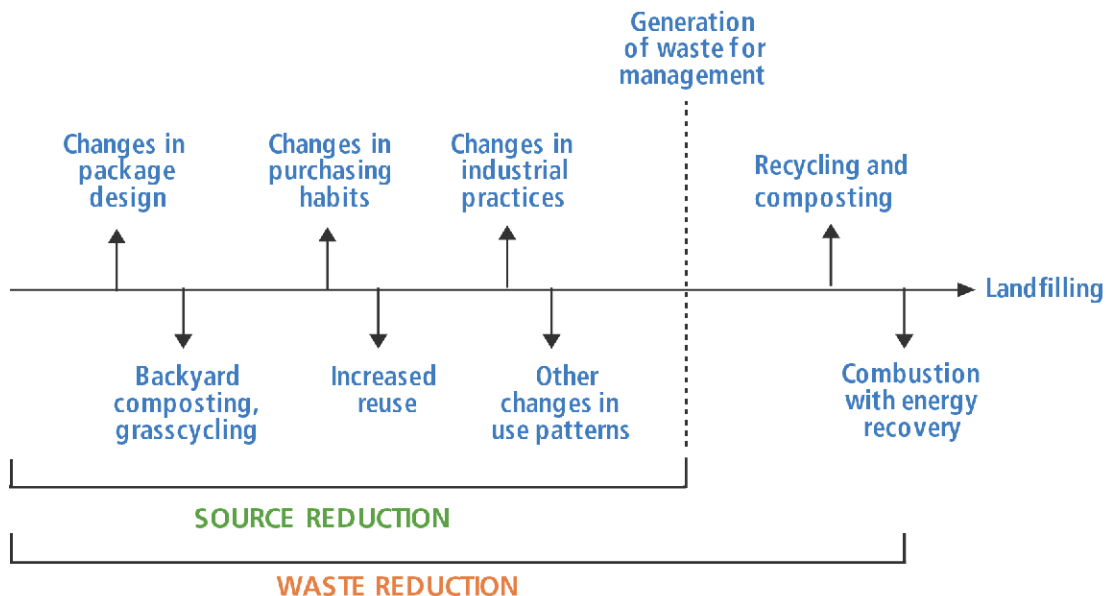 Generation
of waste for
management
Changes in
package
design
Changes in
purchasing
habits
Changes in
industrial
practices
Recycling and
composting
Landfilling
Backyard
composting,
grasscycling
Increased
reuse
Other
changes in
use patterns
Combustion
with energy
recovery
SOURCE REDUCTION
WASTE REDUCTION